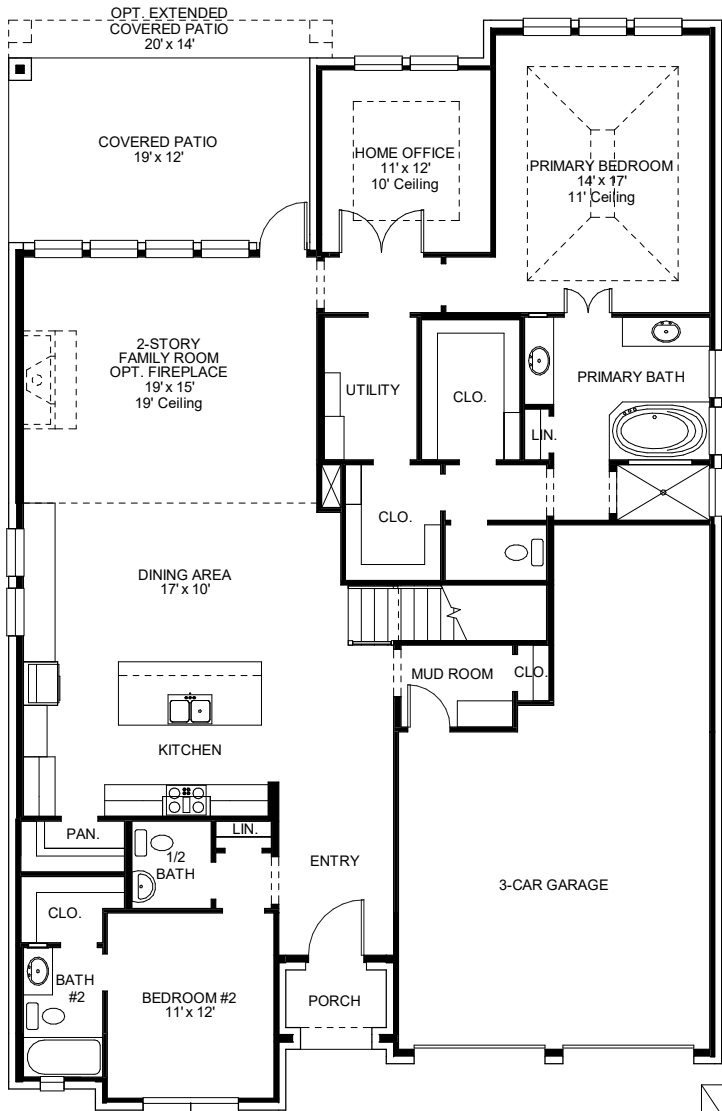 OPT. EXTENDED
COVERED PATIO
20' x 14'
COVERED PATIO
19' x 12'
HOME OFFICE
11' x 12'
10' Ceiling
PRIMARY BEDROOM
14' x 17'
11' Ceiling
2-STORY
FAMILY ROOM
OPT. FIREPLACE
19' x 15'
19' Ceiling
UTILITY
CLO.
PRIMARY BATH
LIN.
CLO.
DINING AREA
17' x 10'
MUD ROOM
CLO.
KITCHEN
PAN.
LIN.
1/2
BATH
ENTRY
3-CAR GARAGE
CLO.
BATH
#2
BEDROOM #2
11' x 12'
PORCH